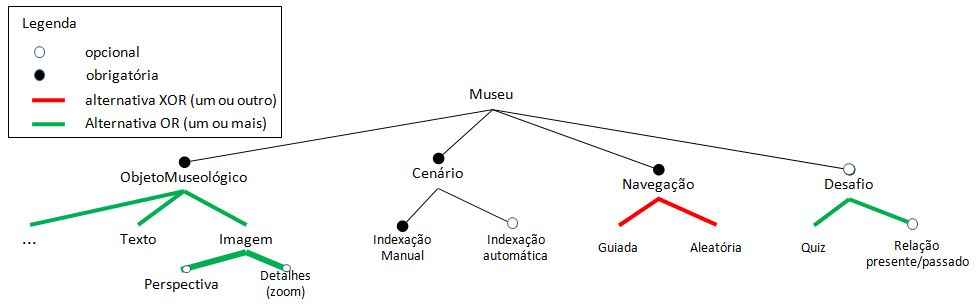 Legenda
opcional
obrigatória
alternativa XOR (um ou outro)
Alternativa OR (um ou mais)
Museu
ObjetoMuseológico
Cenário
Navegação
Desafio
...
Texto
Imagem
Indexação
Manual
Indexação
automática
Guiada
Aleatória
Quiz
Relação
presente/passado
Perspectiva
Detalhes
(zoom)